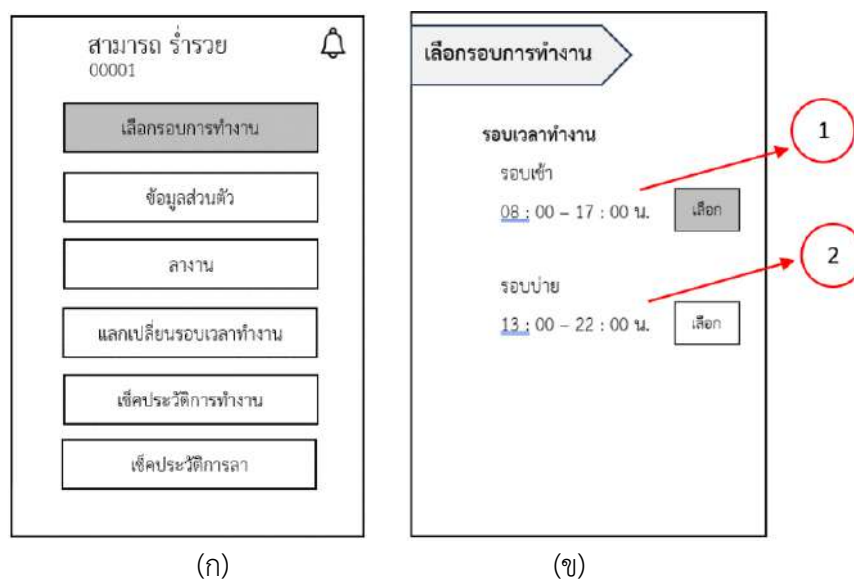 สามารถ ร่ำรวย
00001
เลือกรอบการทำงาน
ข้อมูลส่วนตัว
ลางาน
แลกเปลี่ยนรอบเวลาทำงาน
เช็คประวัติการทำงาน
เช็คประวัติการลา
(ก)
เลือกรอบการทำงาน
รอบเวลาทำงาน
รอบเช้า
08 : 00 – 17 : 00 น. เลือก
1
รอบบ่าย
13 : 00 – 22 : 00 น. เลือก
2
(ข)